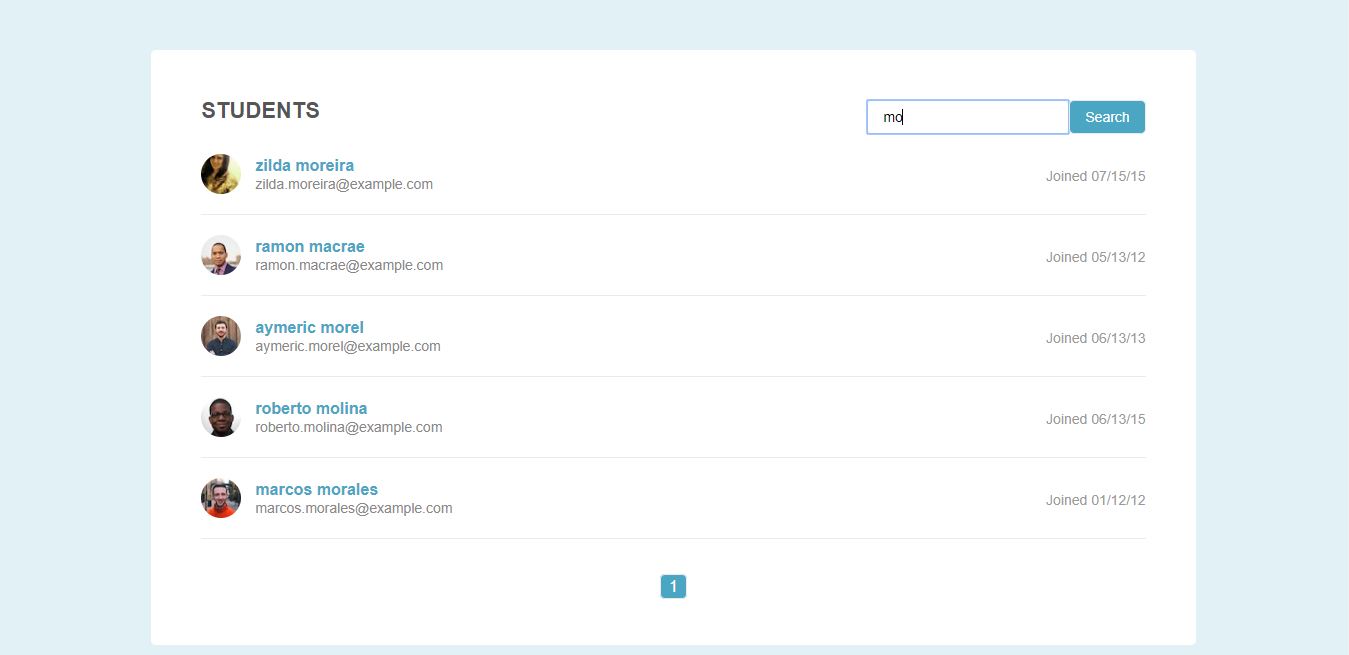 STUDENTS
mo
Search
zilda moreira
zilda.moreira@example.com
Joined 07/15/15
ramon macrae
ramon.macrae@example.com
Joined 05/13/12
aymeric morel
aymeric.morel@example.com
Joined 06/13/13
roberto molina
roberto.molina@example.com
Joined 06/13/15
marcos morales
marcos.morales@example.com
Joined 01/12/12
1